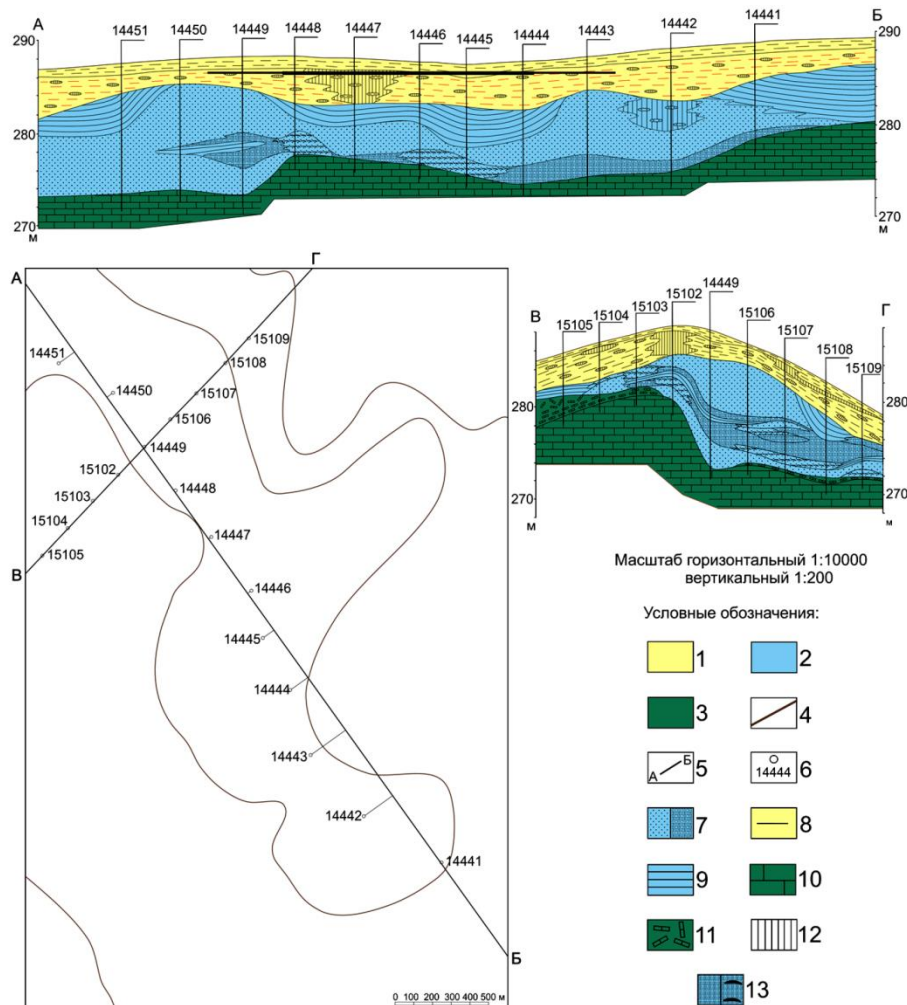 А
Б
14451 14450 14449 14448 14447 14446 14445 14444 14443 14442 14441
290
290
280
280
270
270
м
м
А
Г
15109
15108
14451
14450
15107
15106
14449
15102
14448
15103
15104
14447
15105
В
14446
14445
14444
14443
14442
14441
Б
0 100 200 300 400 500 м
В
Г
15105 15104 15103 15102 14449 15106 15107 15108 15109
280
280
270
270
м
м
Масштаб горизонтальный 1:10000
вертикальный 1:200
Условные обозначения:
1
2
3
4
А Б 5
14444 6
7
8
9
10
11
12
13